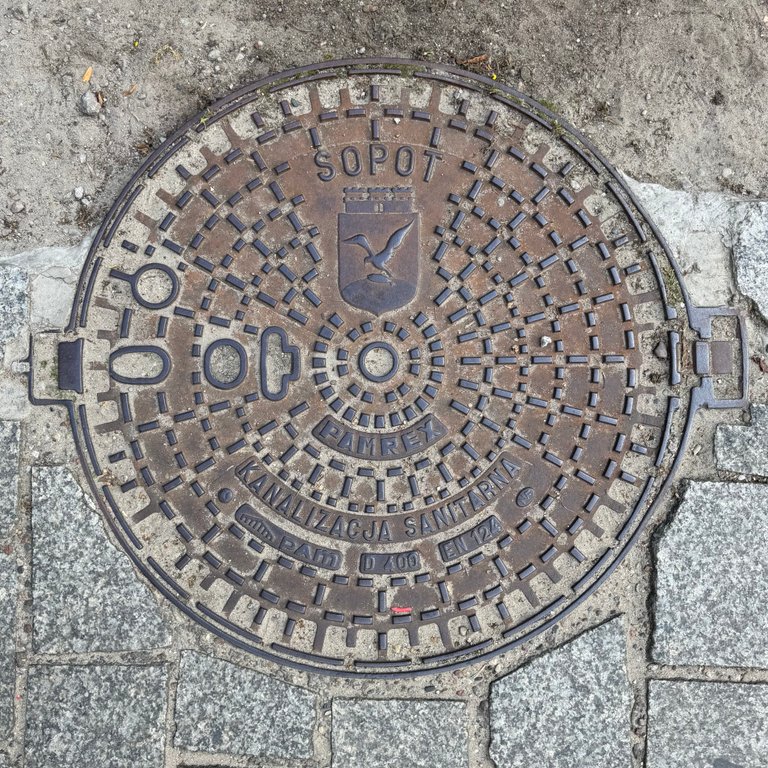 SOPOT
PAMREX
KANALIZACJA SANITARNA
PAM D 400 EN 124